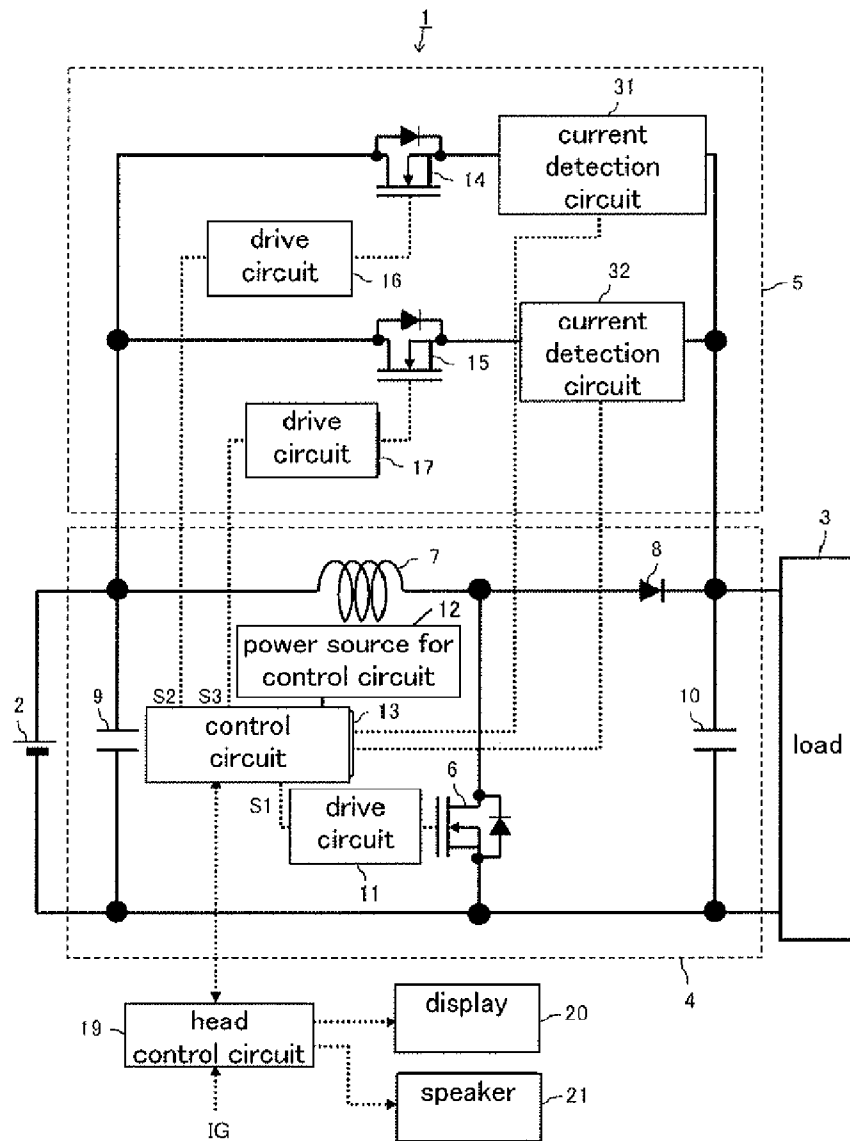 1
31
current
detection
circuit
14
drive
circuit
16
32
5
current
detection
circuit
15
drive
circuit
17
3
7
8
12
power source for
control circuit
S2 S3
2
9
13
10
control
circuit
load
6
S1
drive
circuit
11
4
19
head
control circuit
display
20
speaker
21
IG